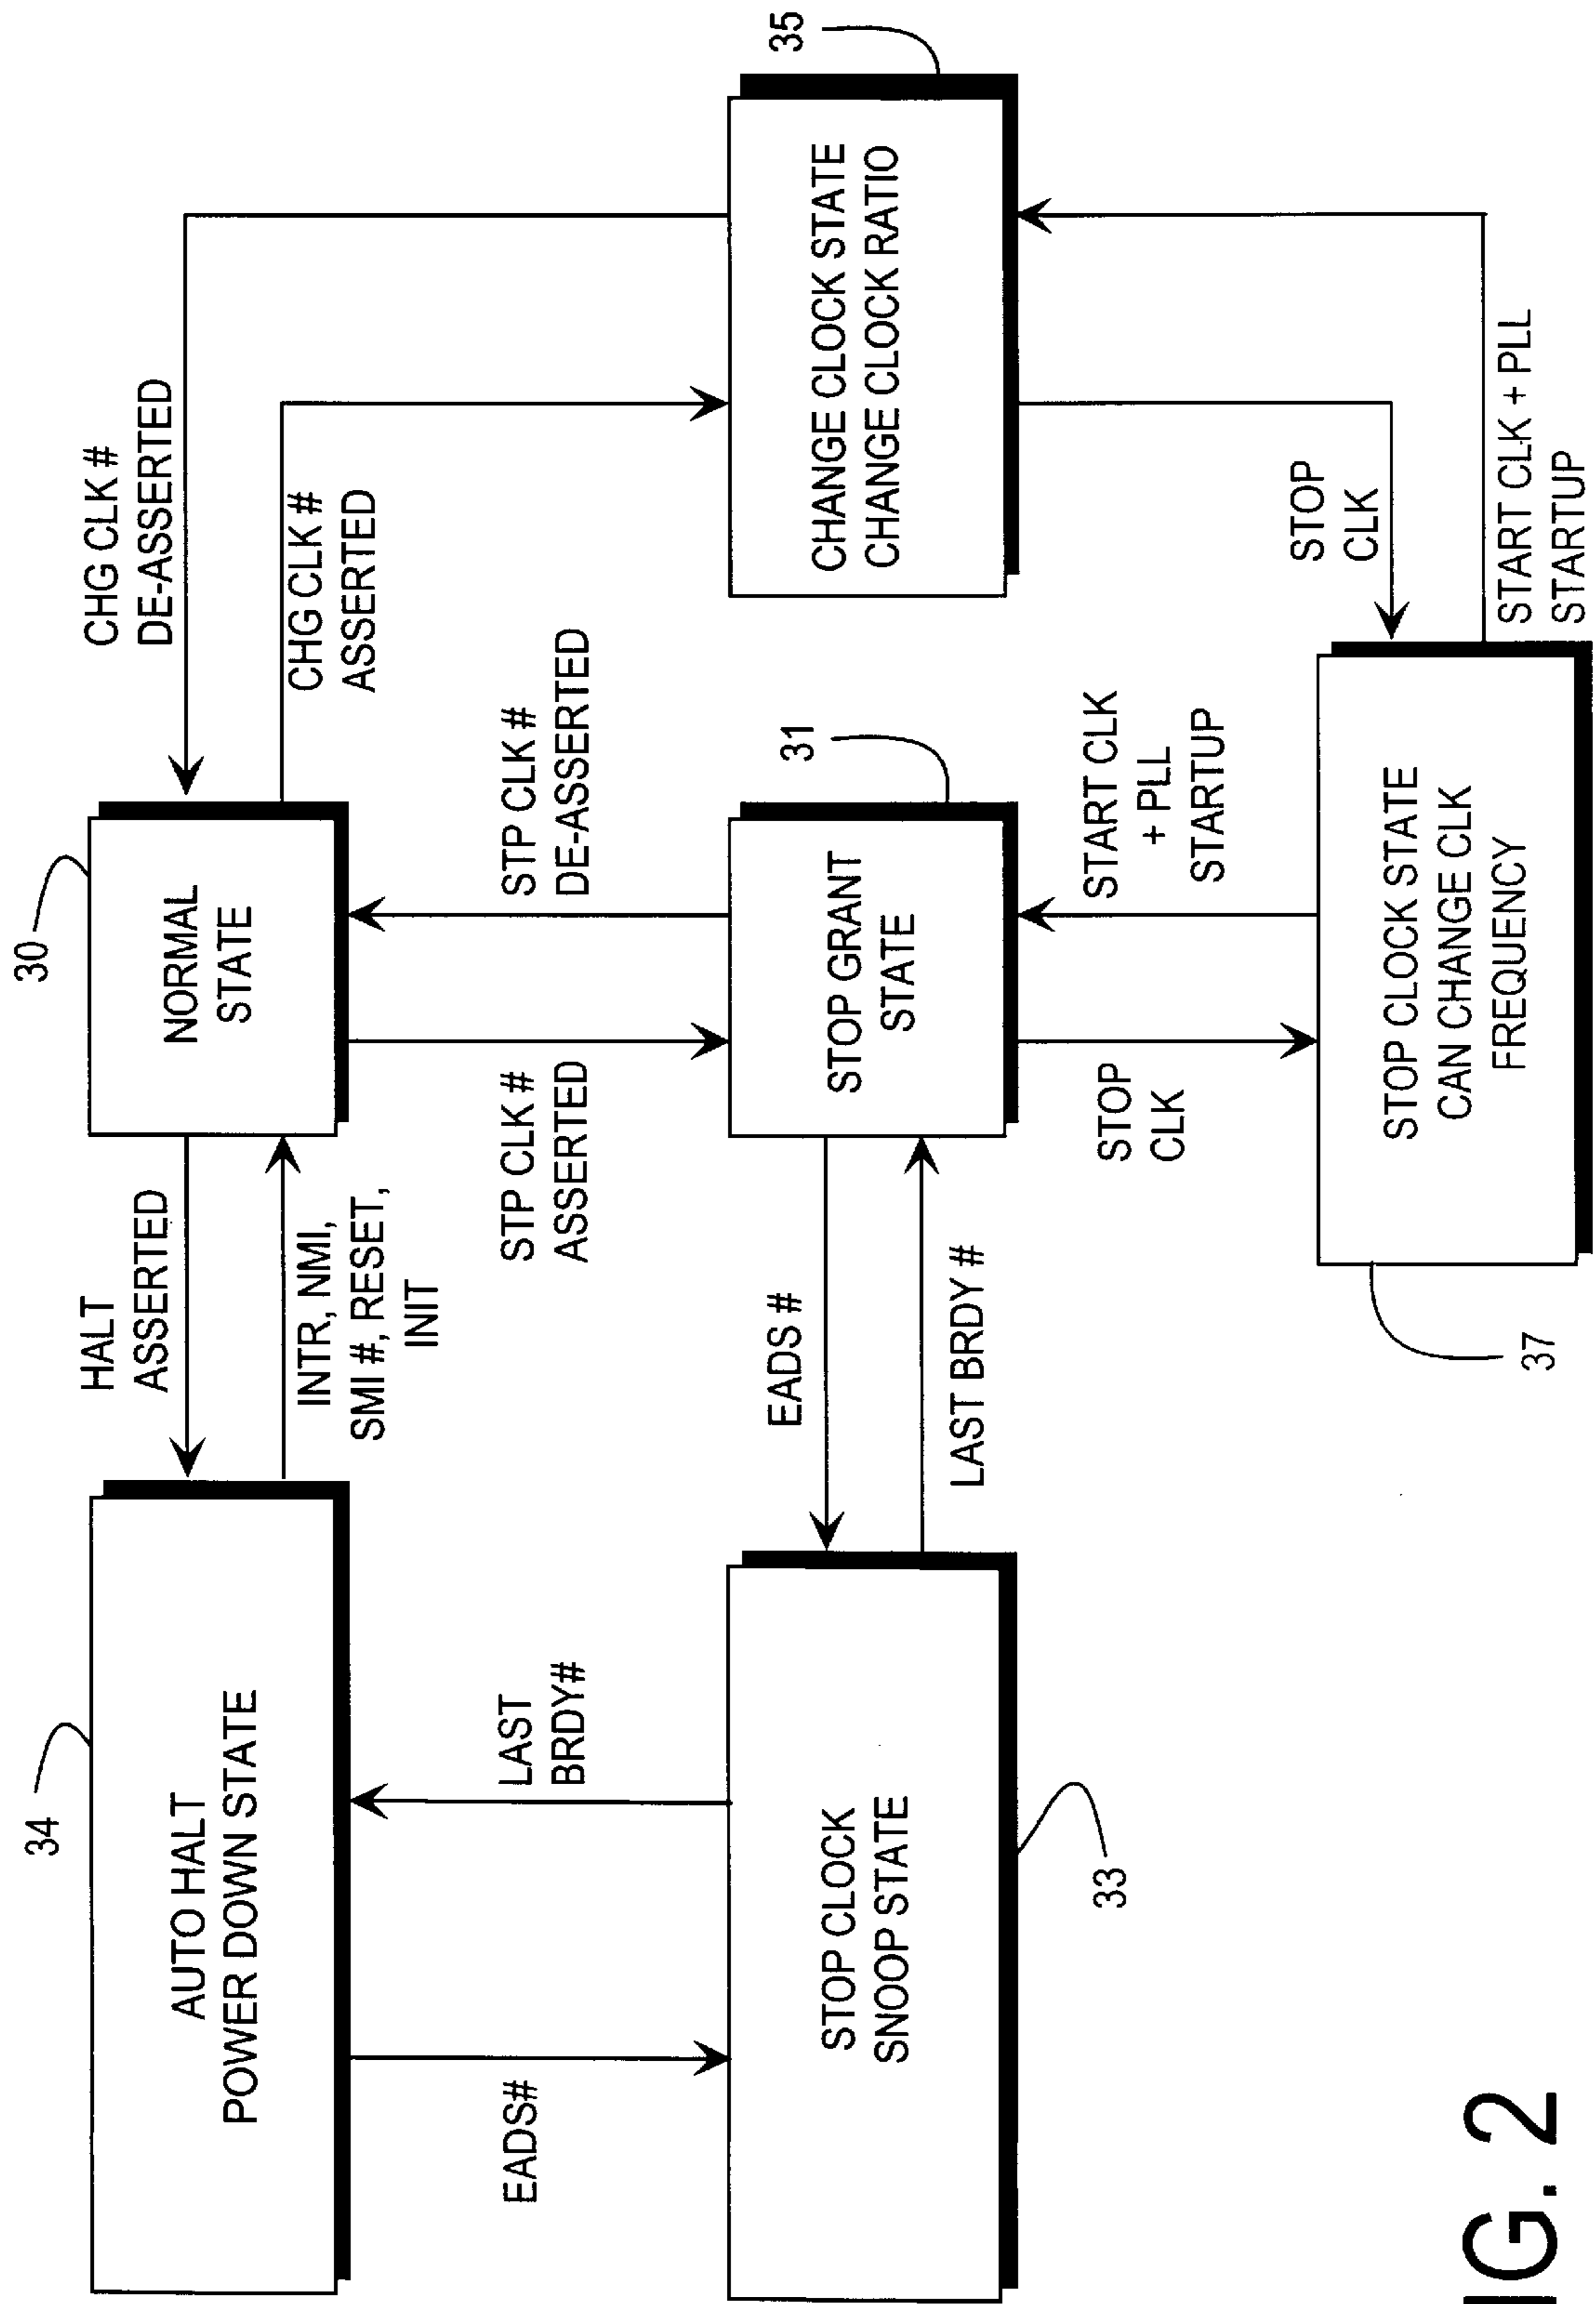 34
AUTO HALT
POWER DOWN STATE
HALT
ASSERTED
INTR, NMI,
SMI #, RESET,
INIT
30
NORMAL
STATE
CHG CLK #
DE-ASSERTED
CHG CLK #
ASSERTED
EADS#
LAST
BRDY#
STP CLK #
ASSERTED
STP CLK #
DE-ASSERTED
STOP CLOCK
SNOOP STATE
33
EADS #
LAST BRDY #
STOP GRANT
STATE
31
CHANGE CLOCK STATE
CHANGE CLOCK RATIO
35
STOP
CLK
START CLK
+ PLL
STARTUP
STOP
CLK
START CLK + PLL
STARTUP
37
STOP CLOCK STATE
CAN CHANGE CLK
FREQUENCY
IG. 2